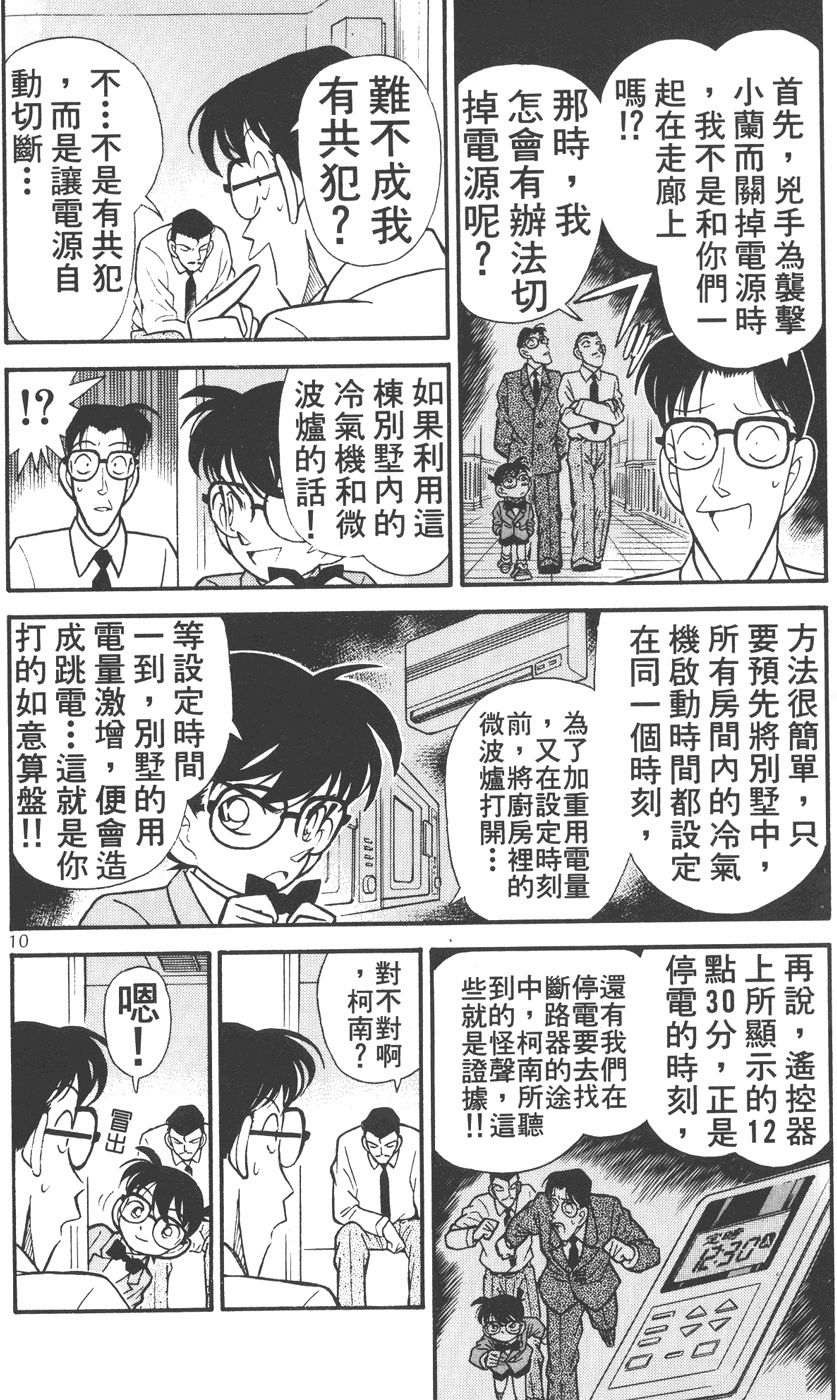 首先，兇手為襲擊
小蘭而關掉電源時
，我不是和你們一
起在走廊上
嗎!?
那時，我
怎會有辦法切
掉電源呢？
難不成我
有共犯？
不…不是有共犯
，而是讓電源自
動切斷…
如果利用這
棟別墅內的
冷氣機和微
波爐的話！
!?
方法很簡單，只
要預先將別墅中，
所有房間內的冷氣
機啟動時間都設定
在同一個時刻，
為了加重用電量
，又在設定時刻
前，將廚房裡的
微波爐打開…
等設定時間
一到，別墅的用
電量激增，便會造
成跳電…這就是你
打的如意算盤!!
10
再說，遙控器
上所顯示的12
點30分，正是
停電的時刻，
還有我們在
停電要去找
斷路器的途
中，柯南所聽
到的怪聲，這
些就是證據!!
12:30
對不對啊
，柯南？
嗯！
冒出